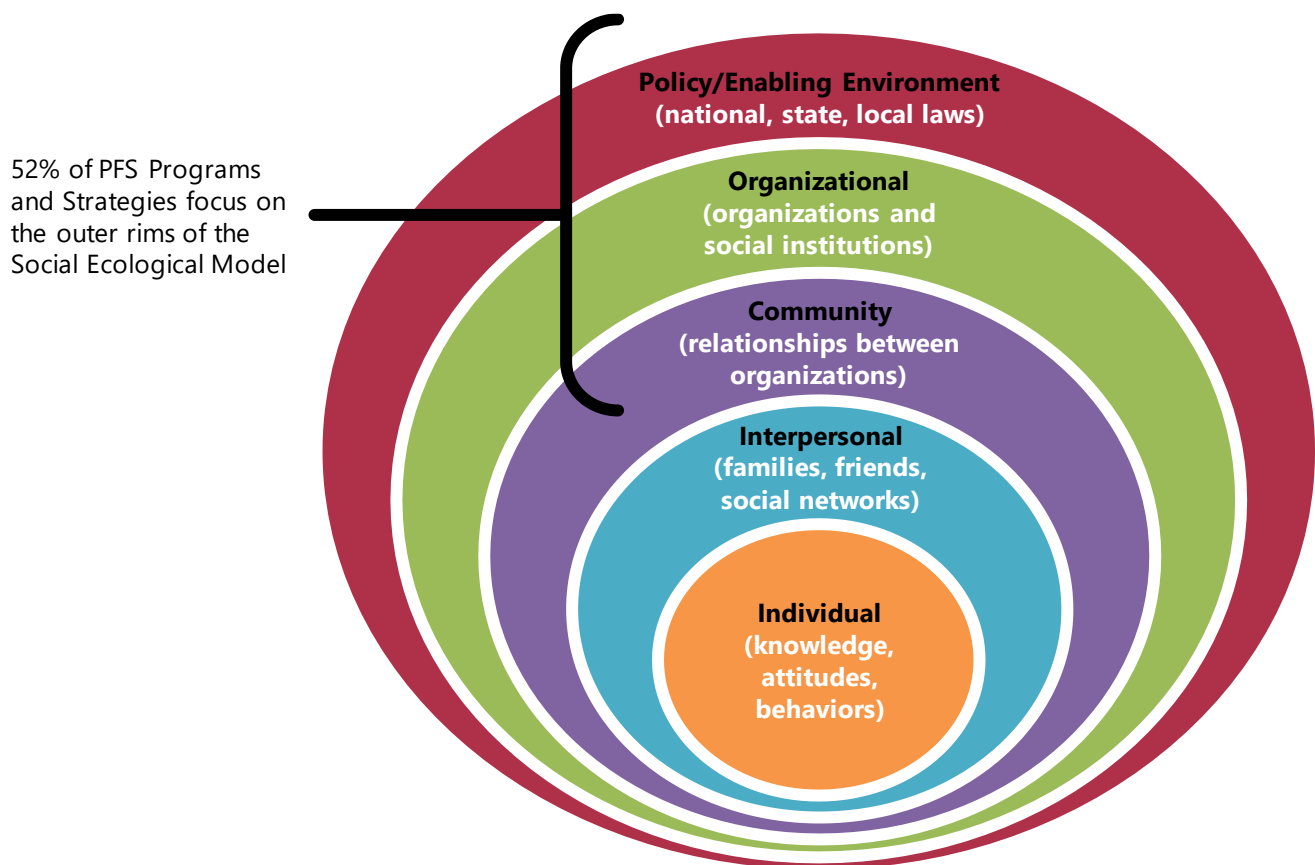 52% of PFS Programs
and Strategies focus on
the outer rims of the
Social Ecological Model
Policy/Enabling Environment
(national, state, local laws)
Organizational
(organizations and
social institutions)
Community
(relationships between
organizations)
Interpersonal
(families, friends,
social networks)
Individual
(knowledge,
attitudes,
behaviors)